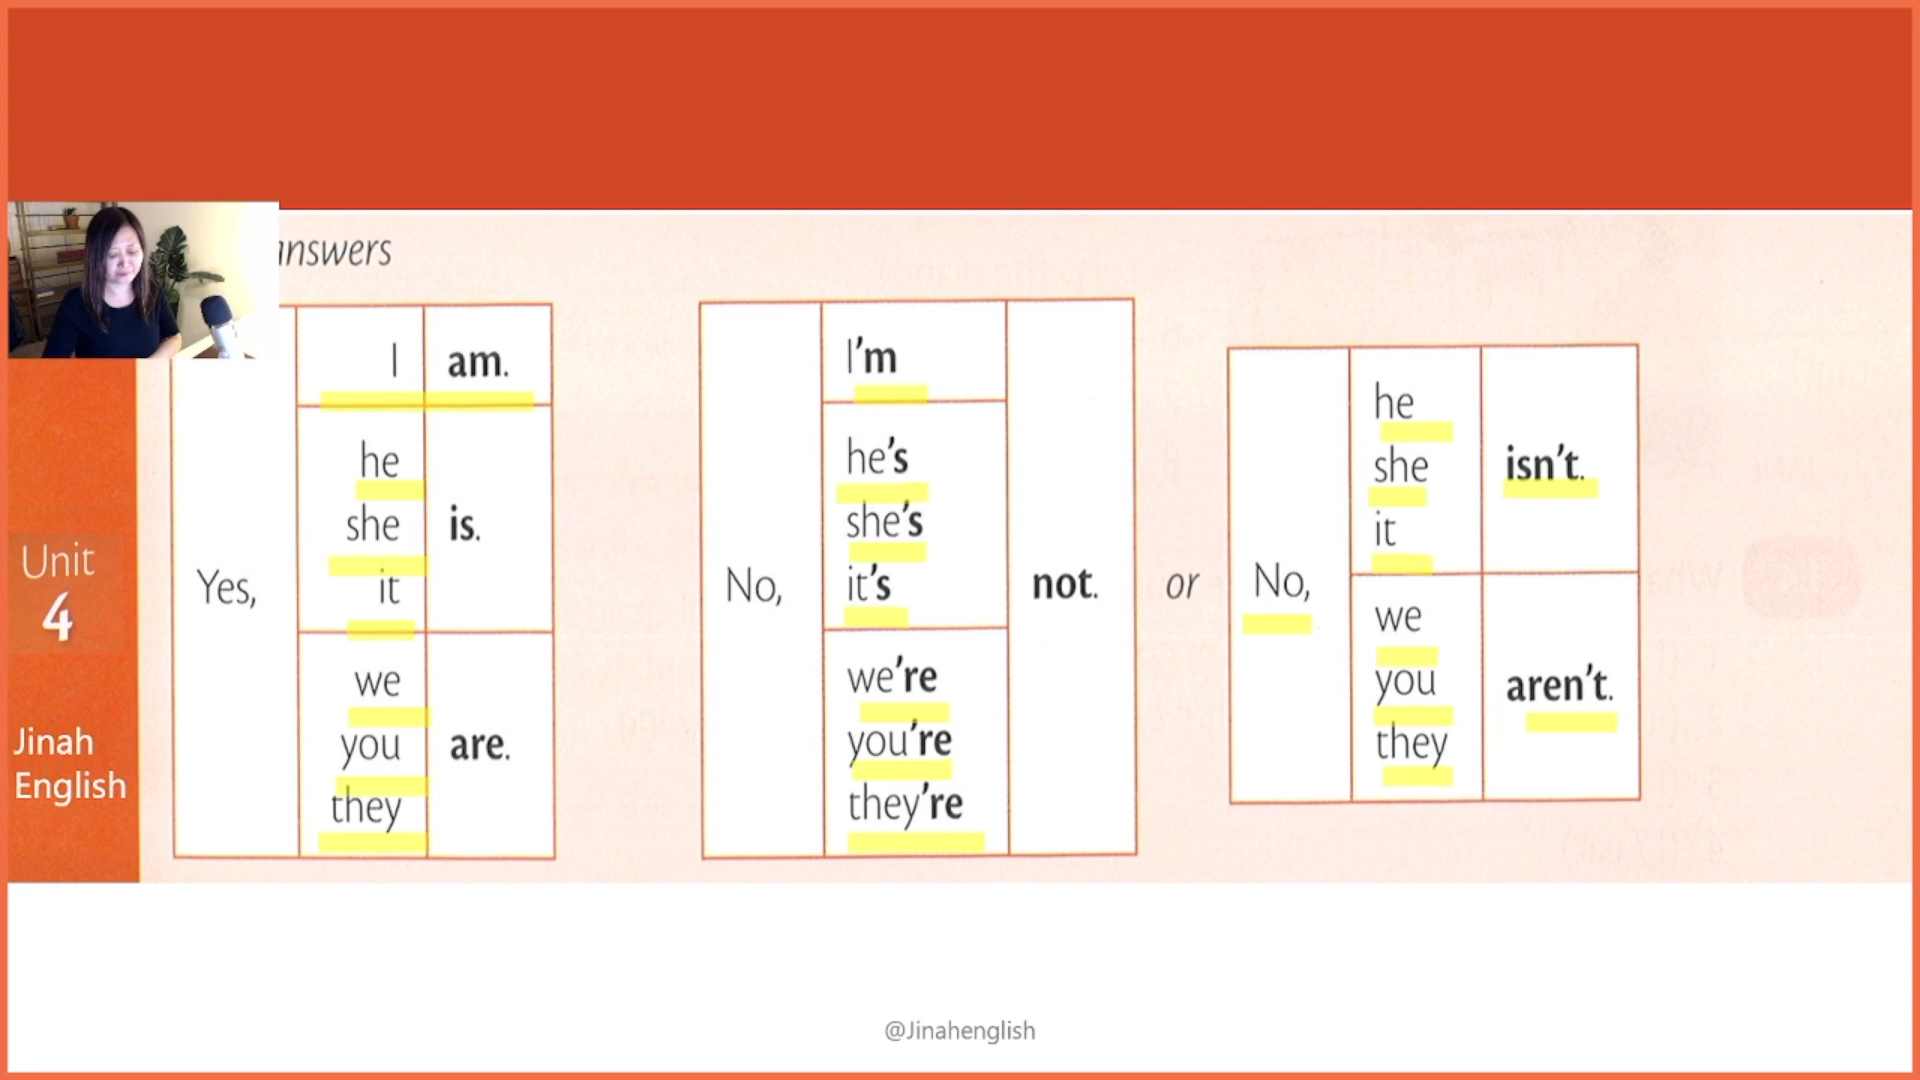 answers
I am.
he
she is.
it
we
you are.
they
Yes,
I'm
he's
she's
it's
we're
you're
they're
No,
not.
or
No,
he
she
it
isn't.
we
you
they
aren't.
Unit
4
Jinah
English
@Jinahenglish